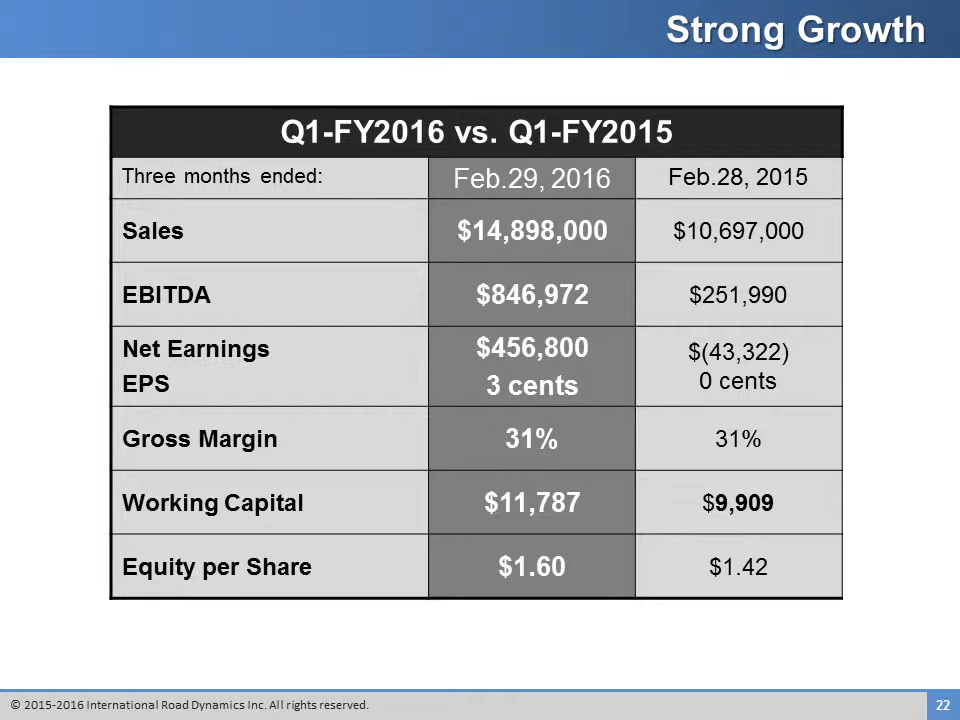 Strong Growth
Q1-FY2016 vs. Q1-FY2015
Three months ended: Feb.29, 2016 Feb.28, 2015
Sales $14,898,000 $10,697,000
EBITDA $846,972 $251,990
Net Earnings $456,800 $(43,322)
EPS 3 cents 0 cents
Gross Margin 31% 31%
Working Capital $11,787 $9,909
Equity per Share $1.60 $1.42
© 2015-2016 International Road Dynamics Inc. All rights reserved. 22